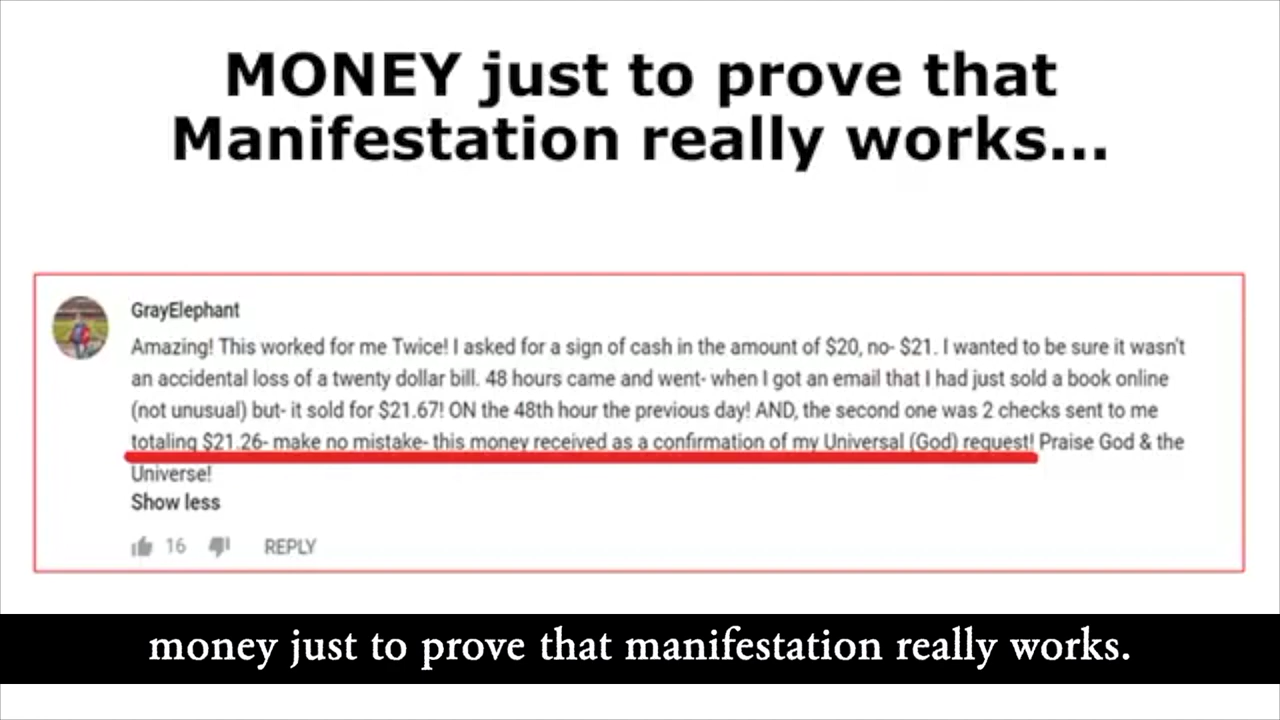 MONEY just to prove that
Manifestation really works...
GrayElephant
Amazing! This worked for me Twice! I asked for a sign of cash in the amount of $20, no- $21. I wanted to be sure it wasn't
an accidental loss of a twenty dollar bill. 48 hours came and went- when I got an email that I had just sold a book online
(not unusual) but- it sold for $21.67! ON the 48th hour the previous day! AND, the second one was 2 checks sent to me
totaling $21.26- make no mistake- this money received as a confirmation of my Universal (God) request! Praise God & the
Universe!
Show less
16 REPLY
money just to prove that manifestation really works.